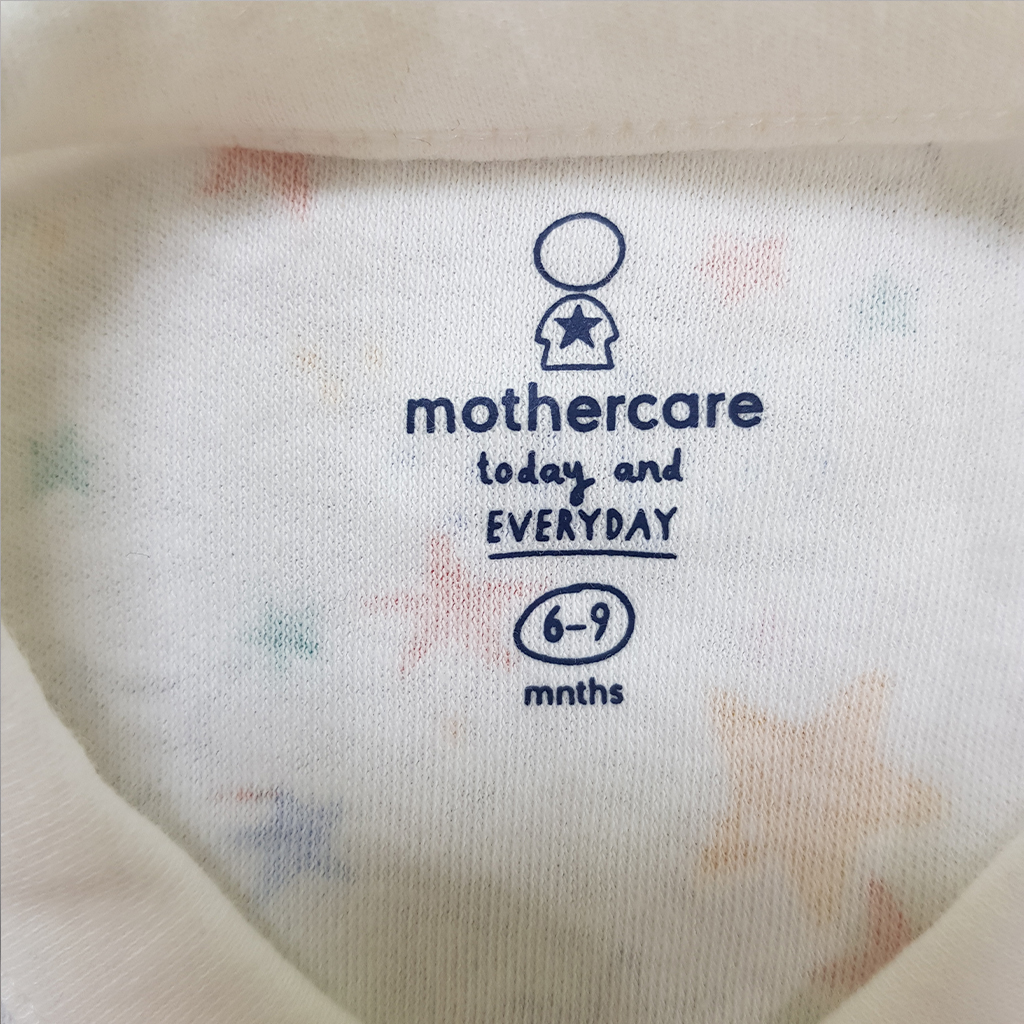 mothercare
today and
EVERYDAY
6-9
mnths